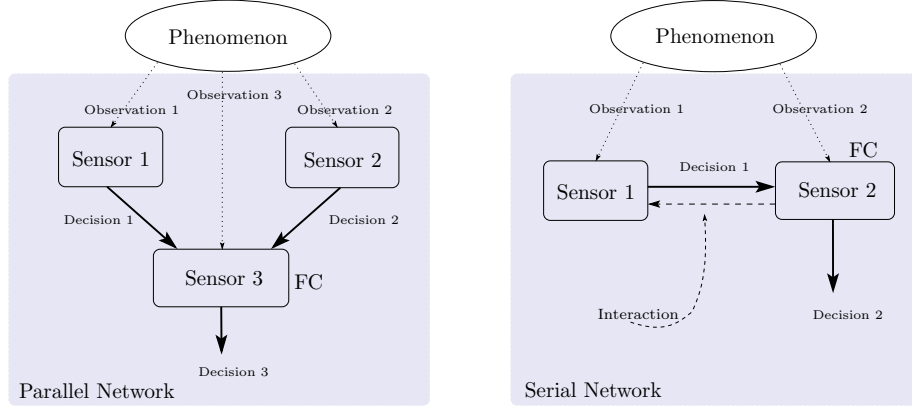 Phenomenon
Observation 3
Observation 1
Observation 2
Sensor 1
Sensor 2
Decision 1
Decision 2
Sensor 3
FC
Decision 3
Parallel Network
Phenomenon
Observation 1
Observation 2
FC
Decision 1
Sensor 1
Sensor 2
Interaction
Decision 2
Serial Network